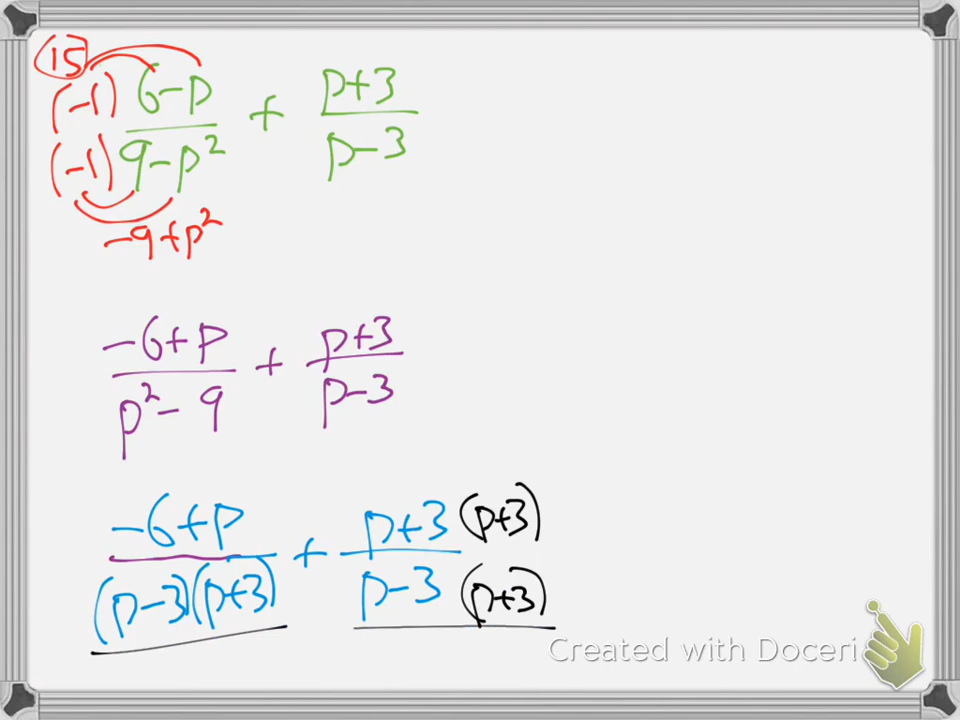 15
(-1) 6-p + p+3
(-1) 9-p² p-3
-9+p²
-6+p + p+3
p²-9 p-3
-6+p + p+3 (p+3)
(p-3)(p+3) p-3 (p+3)
Created with Doceri